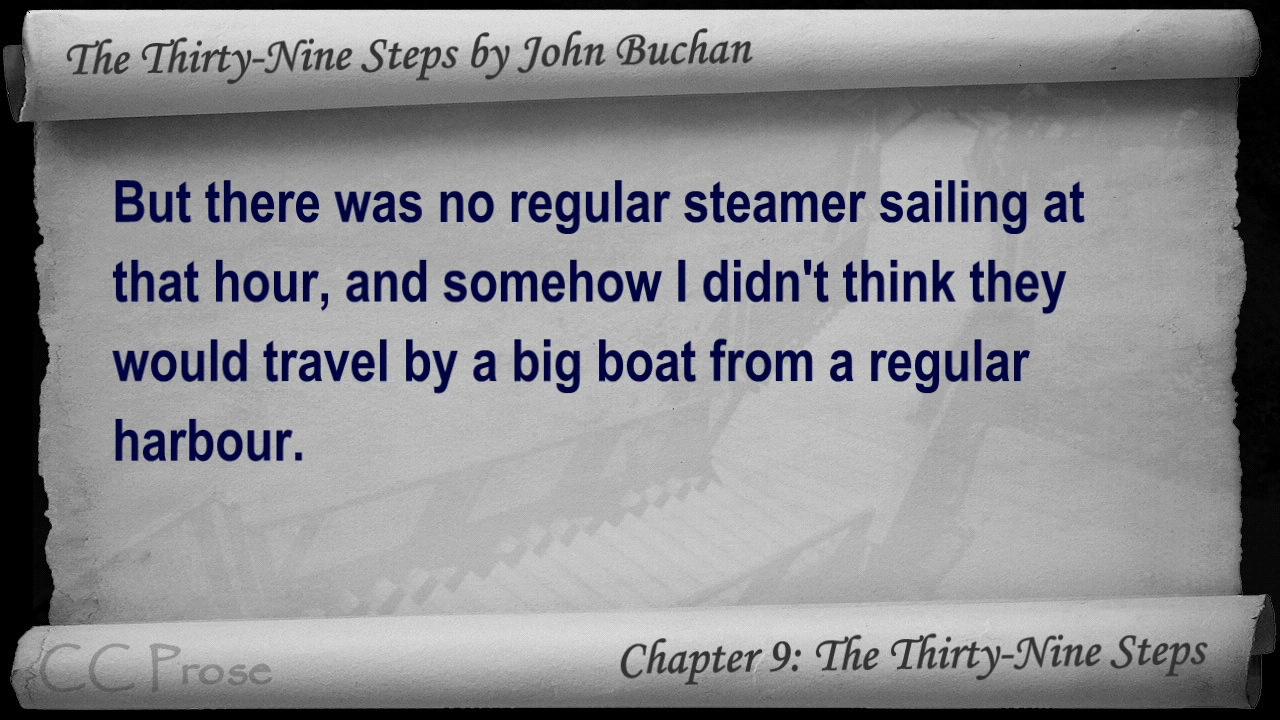 The Thirty-Nine Steps by John Buchan
But there was no regular steamer sailing at
that hour, and somehow I didn't think they
would travel by a big boat from a regular
harbour.
CC Prose
Chapter 9: The Thirty-Nine Steps